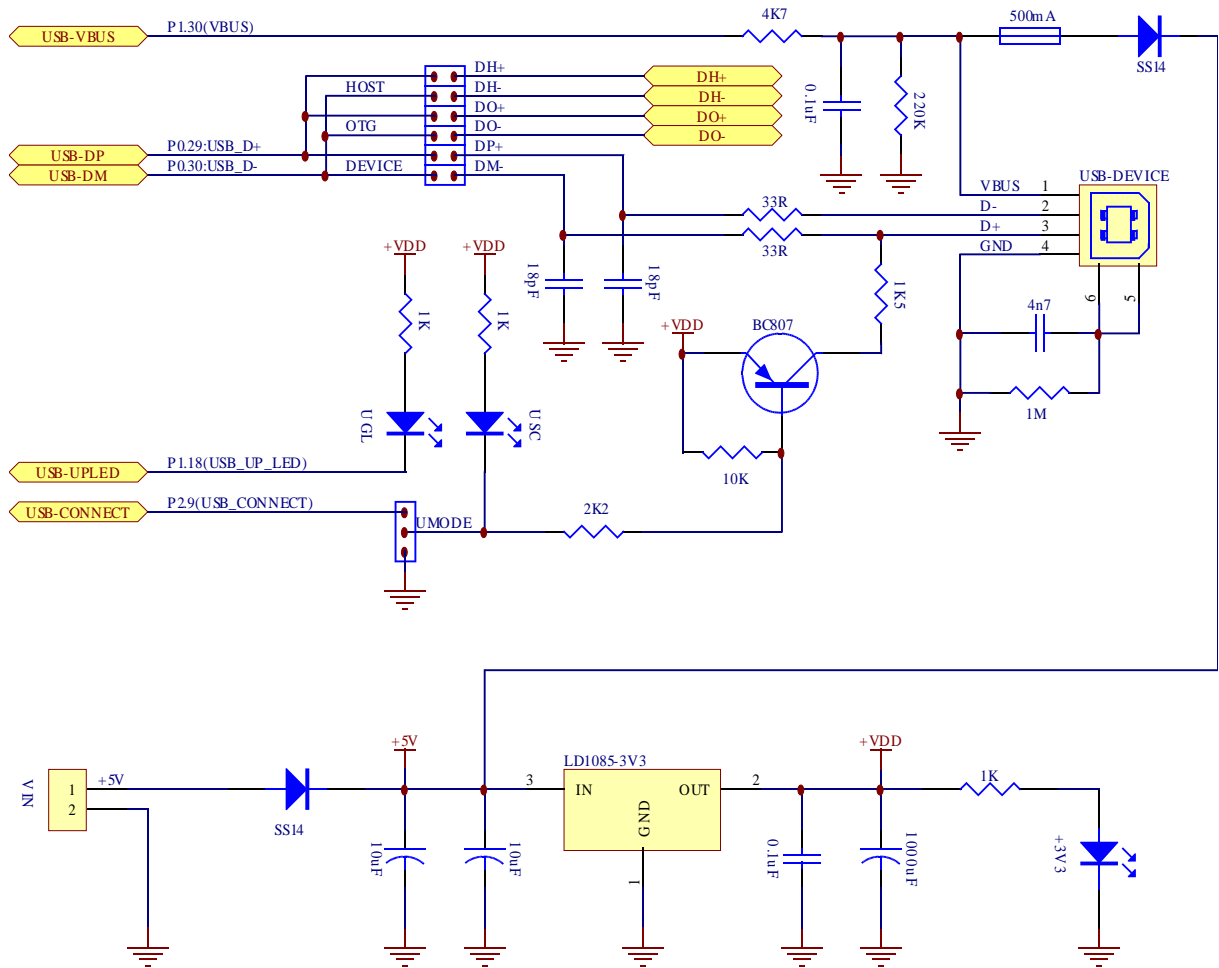 USB-VBUS
P1.30(VBUS)
4K7
500mA
SS14
0.1uF
220K
HOST
OTG
DEVICE
DH+
DH-
DO+
DO-
DP+
DM-
DH+
DH-
DO+
DO-
USB-DP
P0.29:USB_D+
USB-DM
P0.30:USB_D-
USB-DEVICE
VBUS 1
D- 2
D+ 3
GND 4
6
5
33R
33R
18pF
18pF
1K5
4n7
1M
+VDD
+VDD
1K
1K
UGL
USC
+VDD
BC807
10K
USB-UPLED
P1.18(USB_UP_LED)
USB-CONNECT
P2.9(USB_CONNECT)
UMODE
2K2
VIN
1
2
+5V
SS14
+5V
10uF
10uF
LD1085-3V3
3
IN
OUT
GND
2
1
+VDD
0.1uF
1000uF
1K
+3V3